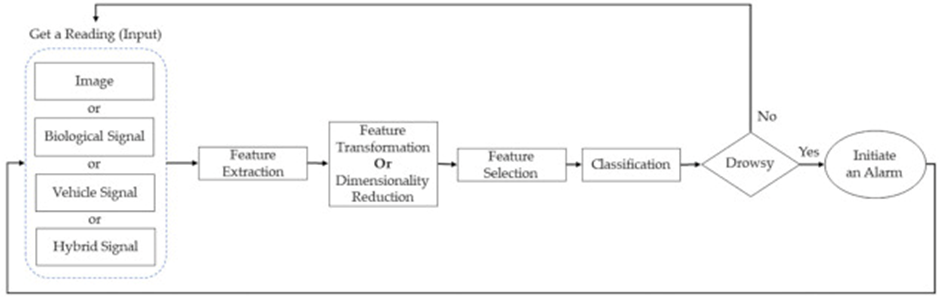 Get a Reading (Input)
Image
or
Biological Signal
or
Vehicle Signal
or
Hybrid Signal
Feature
Extraction
Feature
Transformation
Or
Dimensionality
Reduction
Feature
Selection
Classification
Drowsy
No
Yes
Initiate
an Alarm